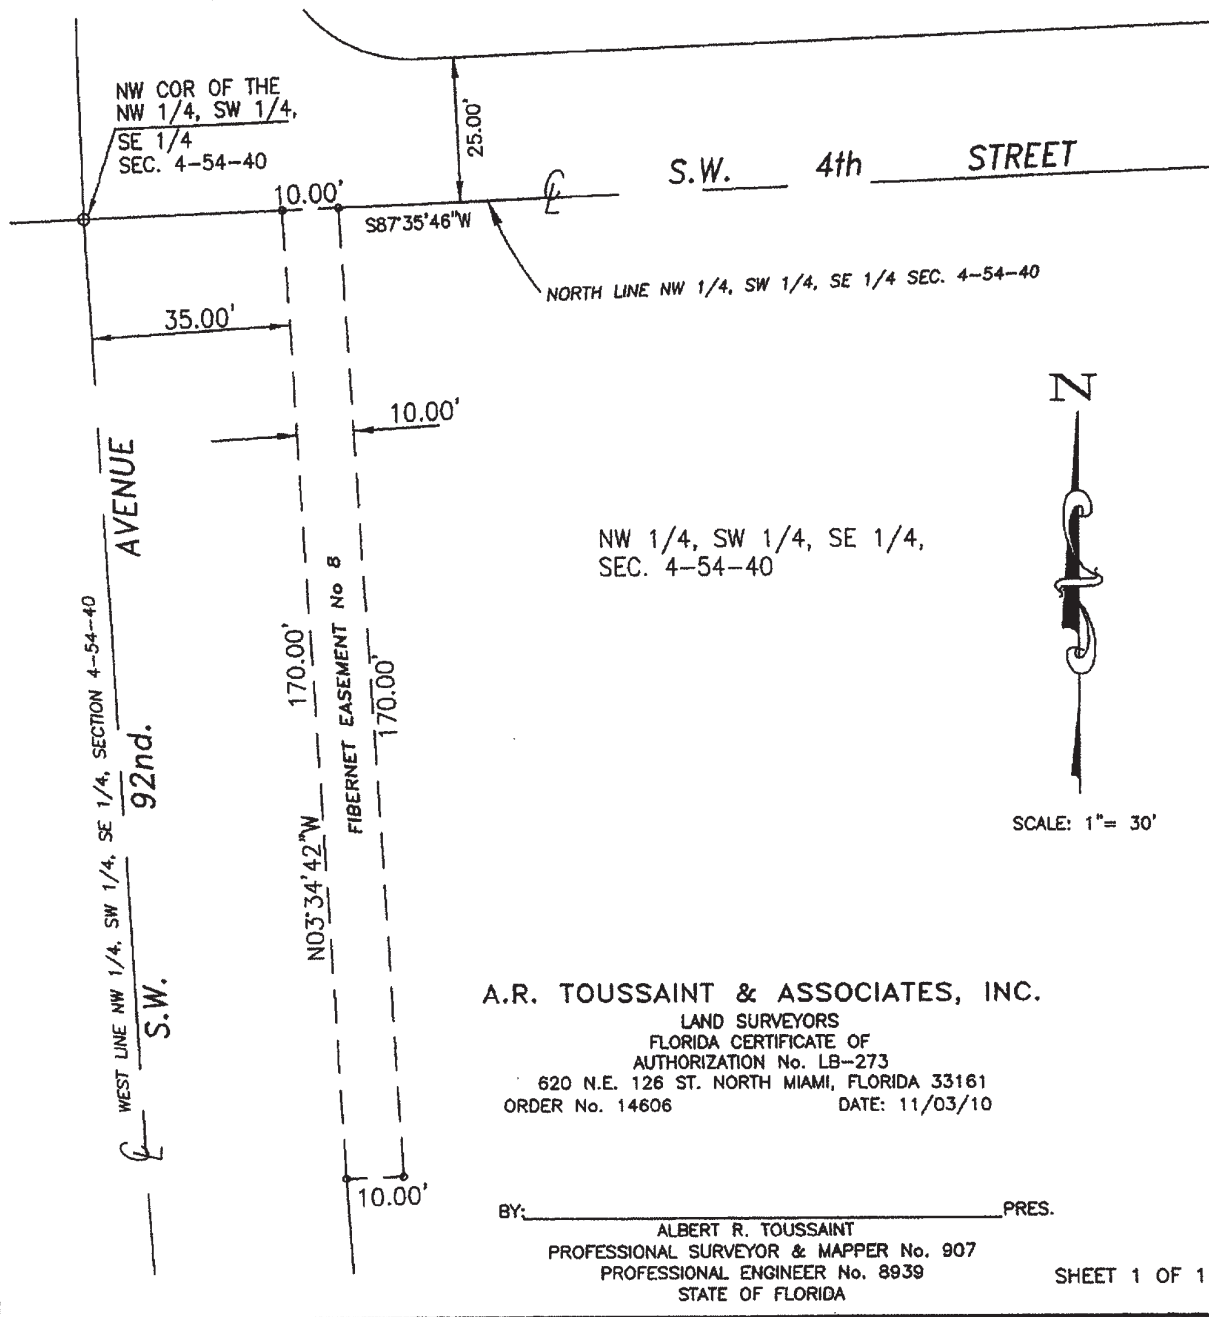 NW COR OF THE
NW 1/4, SW 1/4,
SE 1/4
SEC. 4-54-40
25.00'
S.W. 4th STREET
10.00'
S87°35'46"W
NORTH LINE NW 1/4, SW 1/4, SE 1/4 SEC. 4-54-40
35.00'
10.00'
N
NW 1/4, SW 1/4, SE 1/4,
SEC. 4-54-40
WEST LINE NW 1/4, SW 1/4, SE 1/4, SECTION 4-54-40
S.W. 92nd. AVENUE
N03°34'42"W 170.00'
FIBERNET EASEMENT No 8
170.00'
SCALE: 1"= 30'
A.R. TOUSSAINT & ASSOCIATES, INC.
LAND SURVEYORS
FLORIDA CERTIFICATE OF
AUTHORIZATION No. LB-273
620 N.E. 126 ST. NORTH MIAMI, FLORIDA 33161
ORDER No. 14606 DATE: 11/03/10
10.00'
BY: PRES.
ALBERT R. TOUSSAINT
PROFESSIONAL SURVEYOR & MAPPER No. 907
PROFESSIONAL ENGINEER No. 8939
STATE OF FLORIDA
SHEET 1 OF 1